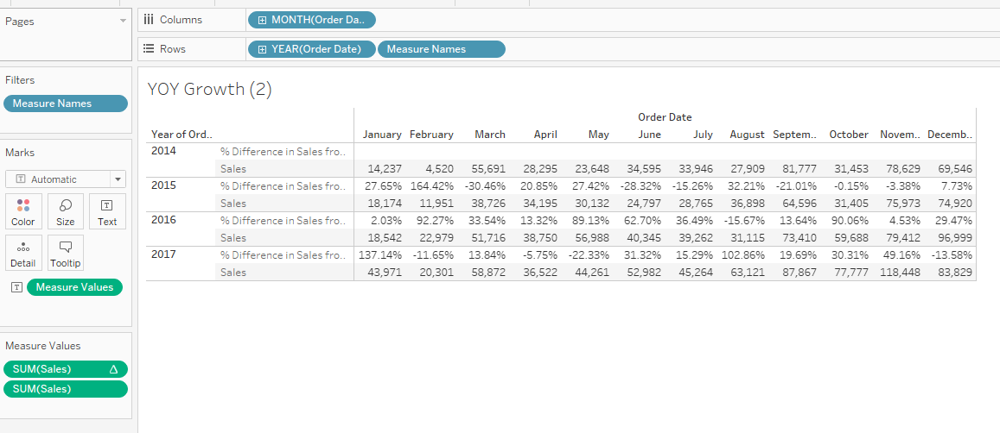 Pages
Columns
MONTH(Order Da..
Rows
YEAR(Order Date) Measure Names
Filters
Measure Names
YOY Growth (2)
Order Date
Year of Ord.. January February March April May June July August Septem.. October Novem.. Decemb..
2014 % Difference in Sales fro..
Sales 14,237 4,520 55,691 28,295 23,648 34,595 33,946 27,909 81,777 31,453 78,629 69,546
2015 % Difference in Sales fro.. 27.65% 164.42% -30.46% 20.85% 27.42% -28.32% -15.26% 32.21% -21.01% -0.15% -3.38% 7.73%
Sales 18,174 11,951 38,726 34,195 30,132 24,797 28,765 36,898 64,596 31,405 75,973 74,920
2016 % Difference in Sales fro.. 2.03% 92.27% 33.54% 13.32% 89.13% 62.70% 36.49% -15.67% 13.64% 90.06% 4.53% 29.47%
Sales 18,542 22,979 51,716 38,750 56,988 40,345 39,262 31,115 73,410 59,688 79,412 96,999
2017 % Difference in Sales fro.. 137.14% -11.65% 13.84% -5.75% -22.33% 31.32% 15.29% 102.86% 19.69% 30.31% 49.16% -13.58%
Sales 43,971 20,301 58,872 36,522 44,261 52,982 45,264 63,121 87,867 77,777 118,448 83,829
Marks
T Automatic
Color Size T Text
Detail Tooltip
T Measure Values
Measure Values
SUM(Sales) Δ
SUM(Sales)